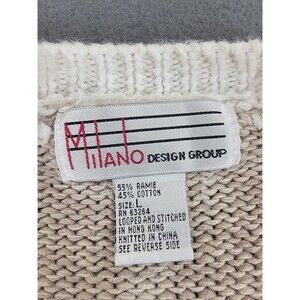 Milano DESIGN GROUP
55% RAMIE
45% COTTON
SIZE: L
RN 63264
LOOPED AND STITCHED
IN HONG KONG
KNITTED IN CHINA
SEE REVERSE SIDE